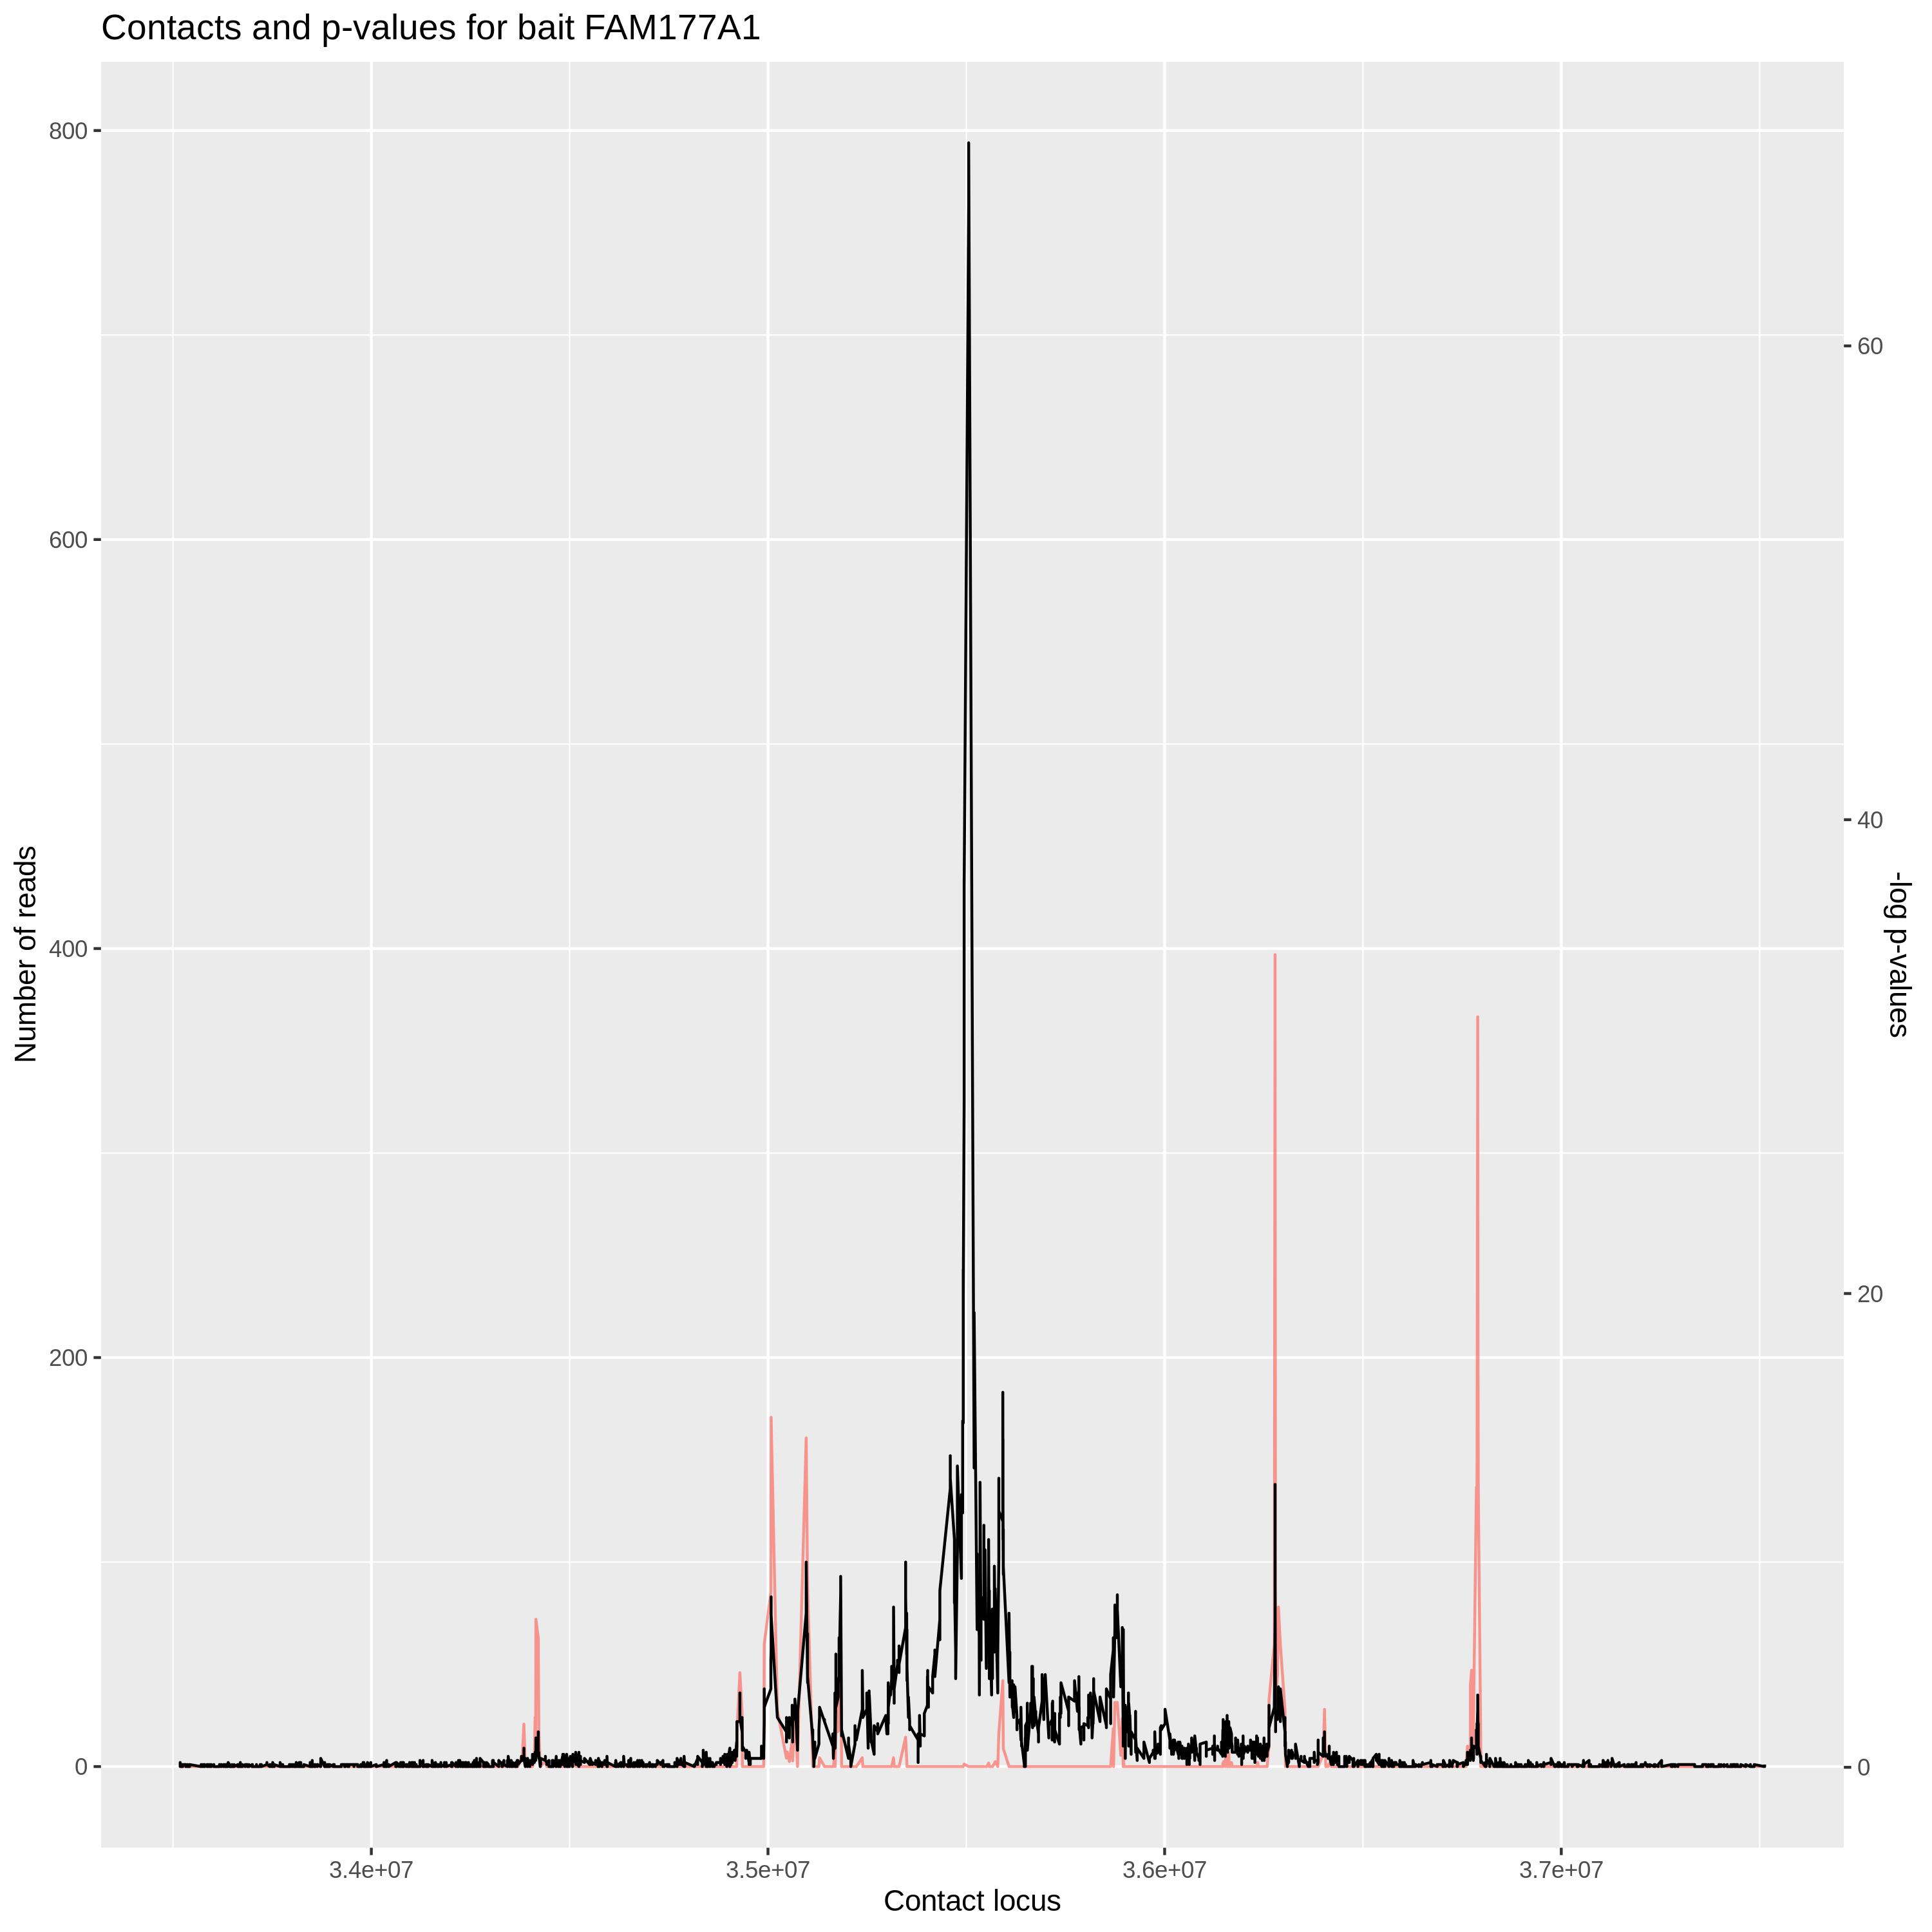 Contacts and p-values for bait FAM177A1
800
600
400
200
0
Number of reads
60
40
20
0
-log p-values
3.4e+07
3.5e+07
3.6e+07
3.7e+07
Contact locus